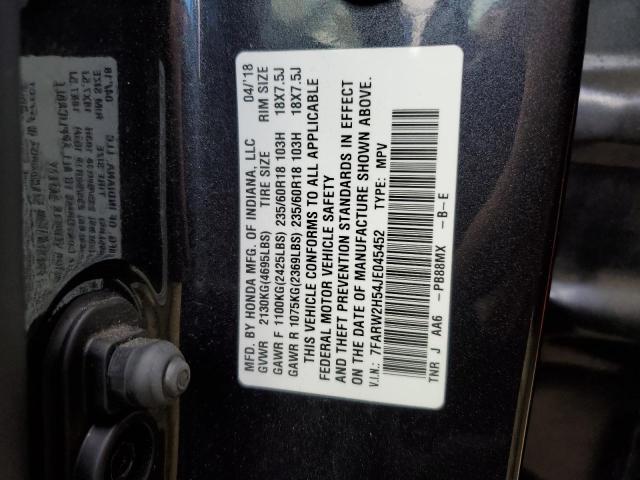 MFD. BY HONDA MFG. OF INDIANA, LLC 04/'18
GVWR 2130KG(4695LBS) TIRE SIZE RIM SIZE
GAWR F 1100KG(2425LBS) 235/60R18 103H 18X7.5J
GAWR R 1075KG(2369LBS) 235/60R18 103H 18X7.5J
THIS VEHICLE CONFORMS TO ALL APPLICABLE
FEDERAL MOTOR VEHICLE SAFETY
AND THEFT PREVENTION STANDARDS IN EFFECT
ON THE DATE OF MANUFACTURE SHOWN ABOVE.
V.I.N.: 7FARW2H54JE045452 TYPE: MPV
TNR J AA6 -PB88MX -B-E